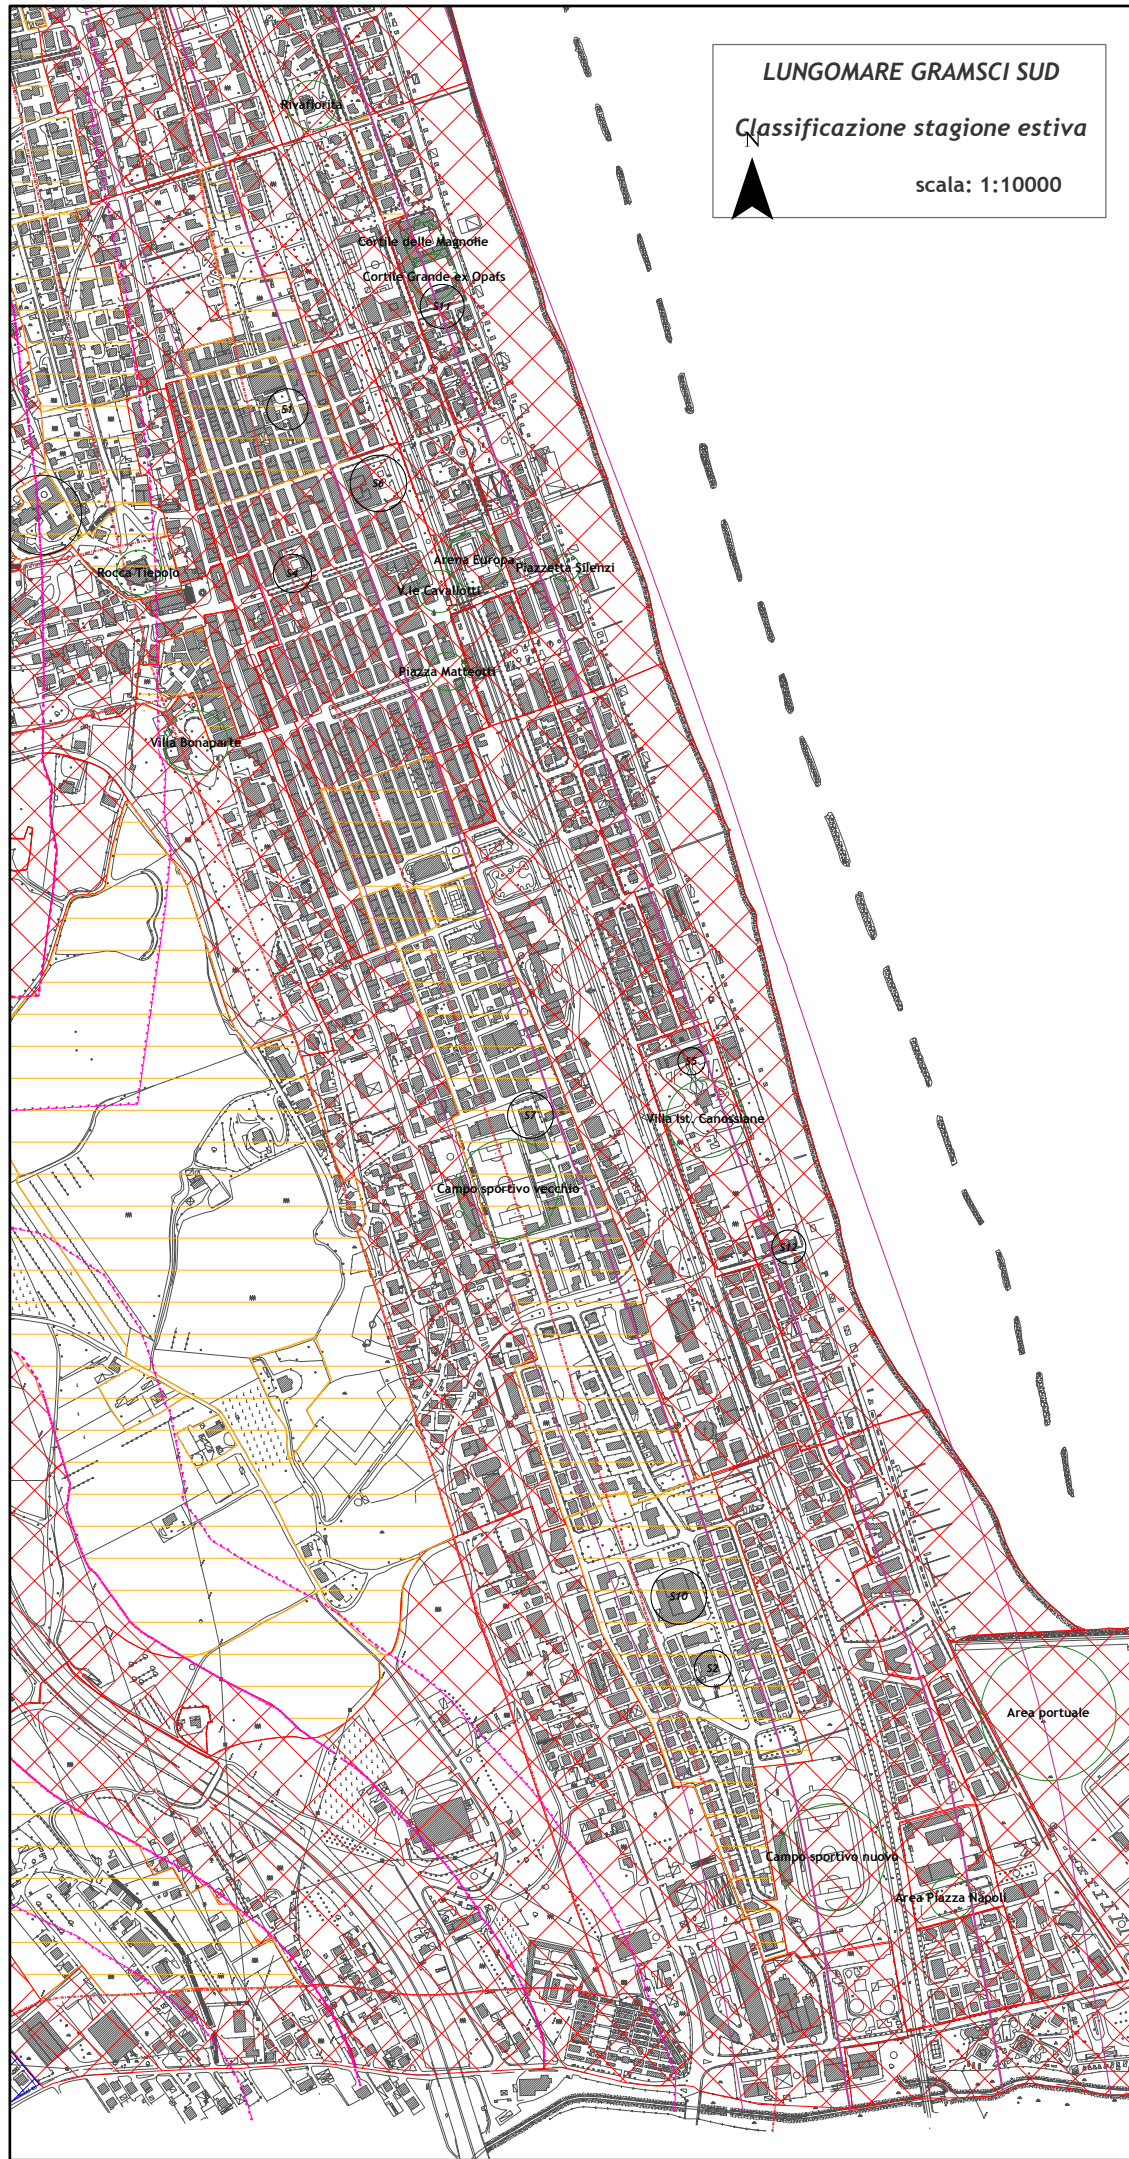 LUNGOMARE GRAMSCI SUD
Classificazione stagione estiva
N
scala: 1:10000
Rivafiorita
Cortile delle Magnolie
Cortile Grande ex Opafs
S11
S1
S6
Arena Europa
Piazzetta Silenzi
Rocca Tiepolo
S4
V.le Cavallotti
Piazza Matteotti
Villa Bonaparte
S5
S7
Villa Ist. Canossiane
Campo sportivo vecchio
S12
S10
S2
Area portuale
Campo sportivo nuovo
Area Piazza Napoli